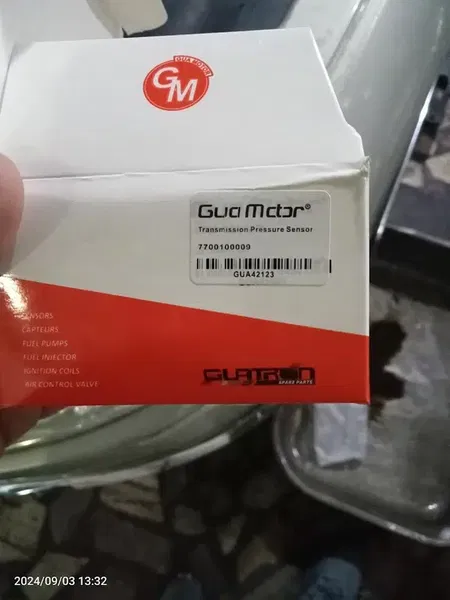 GUA MOTOR
GM
Gua Motor®
Transmission Pressure Sensor
7700100009
GUA42123
SENSORS
CAPTEURS
FUEL PUMPS
FUEL INJECTOR
IGNITION COILS
AIR CONTROL VALVE
SPARE PARTS
2024/09/03 13:32